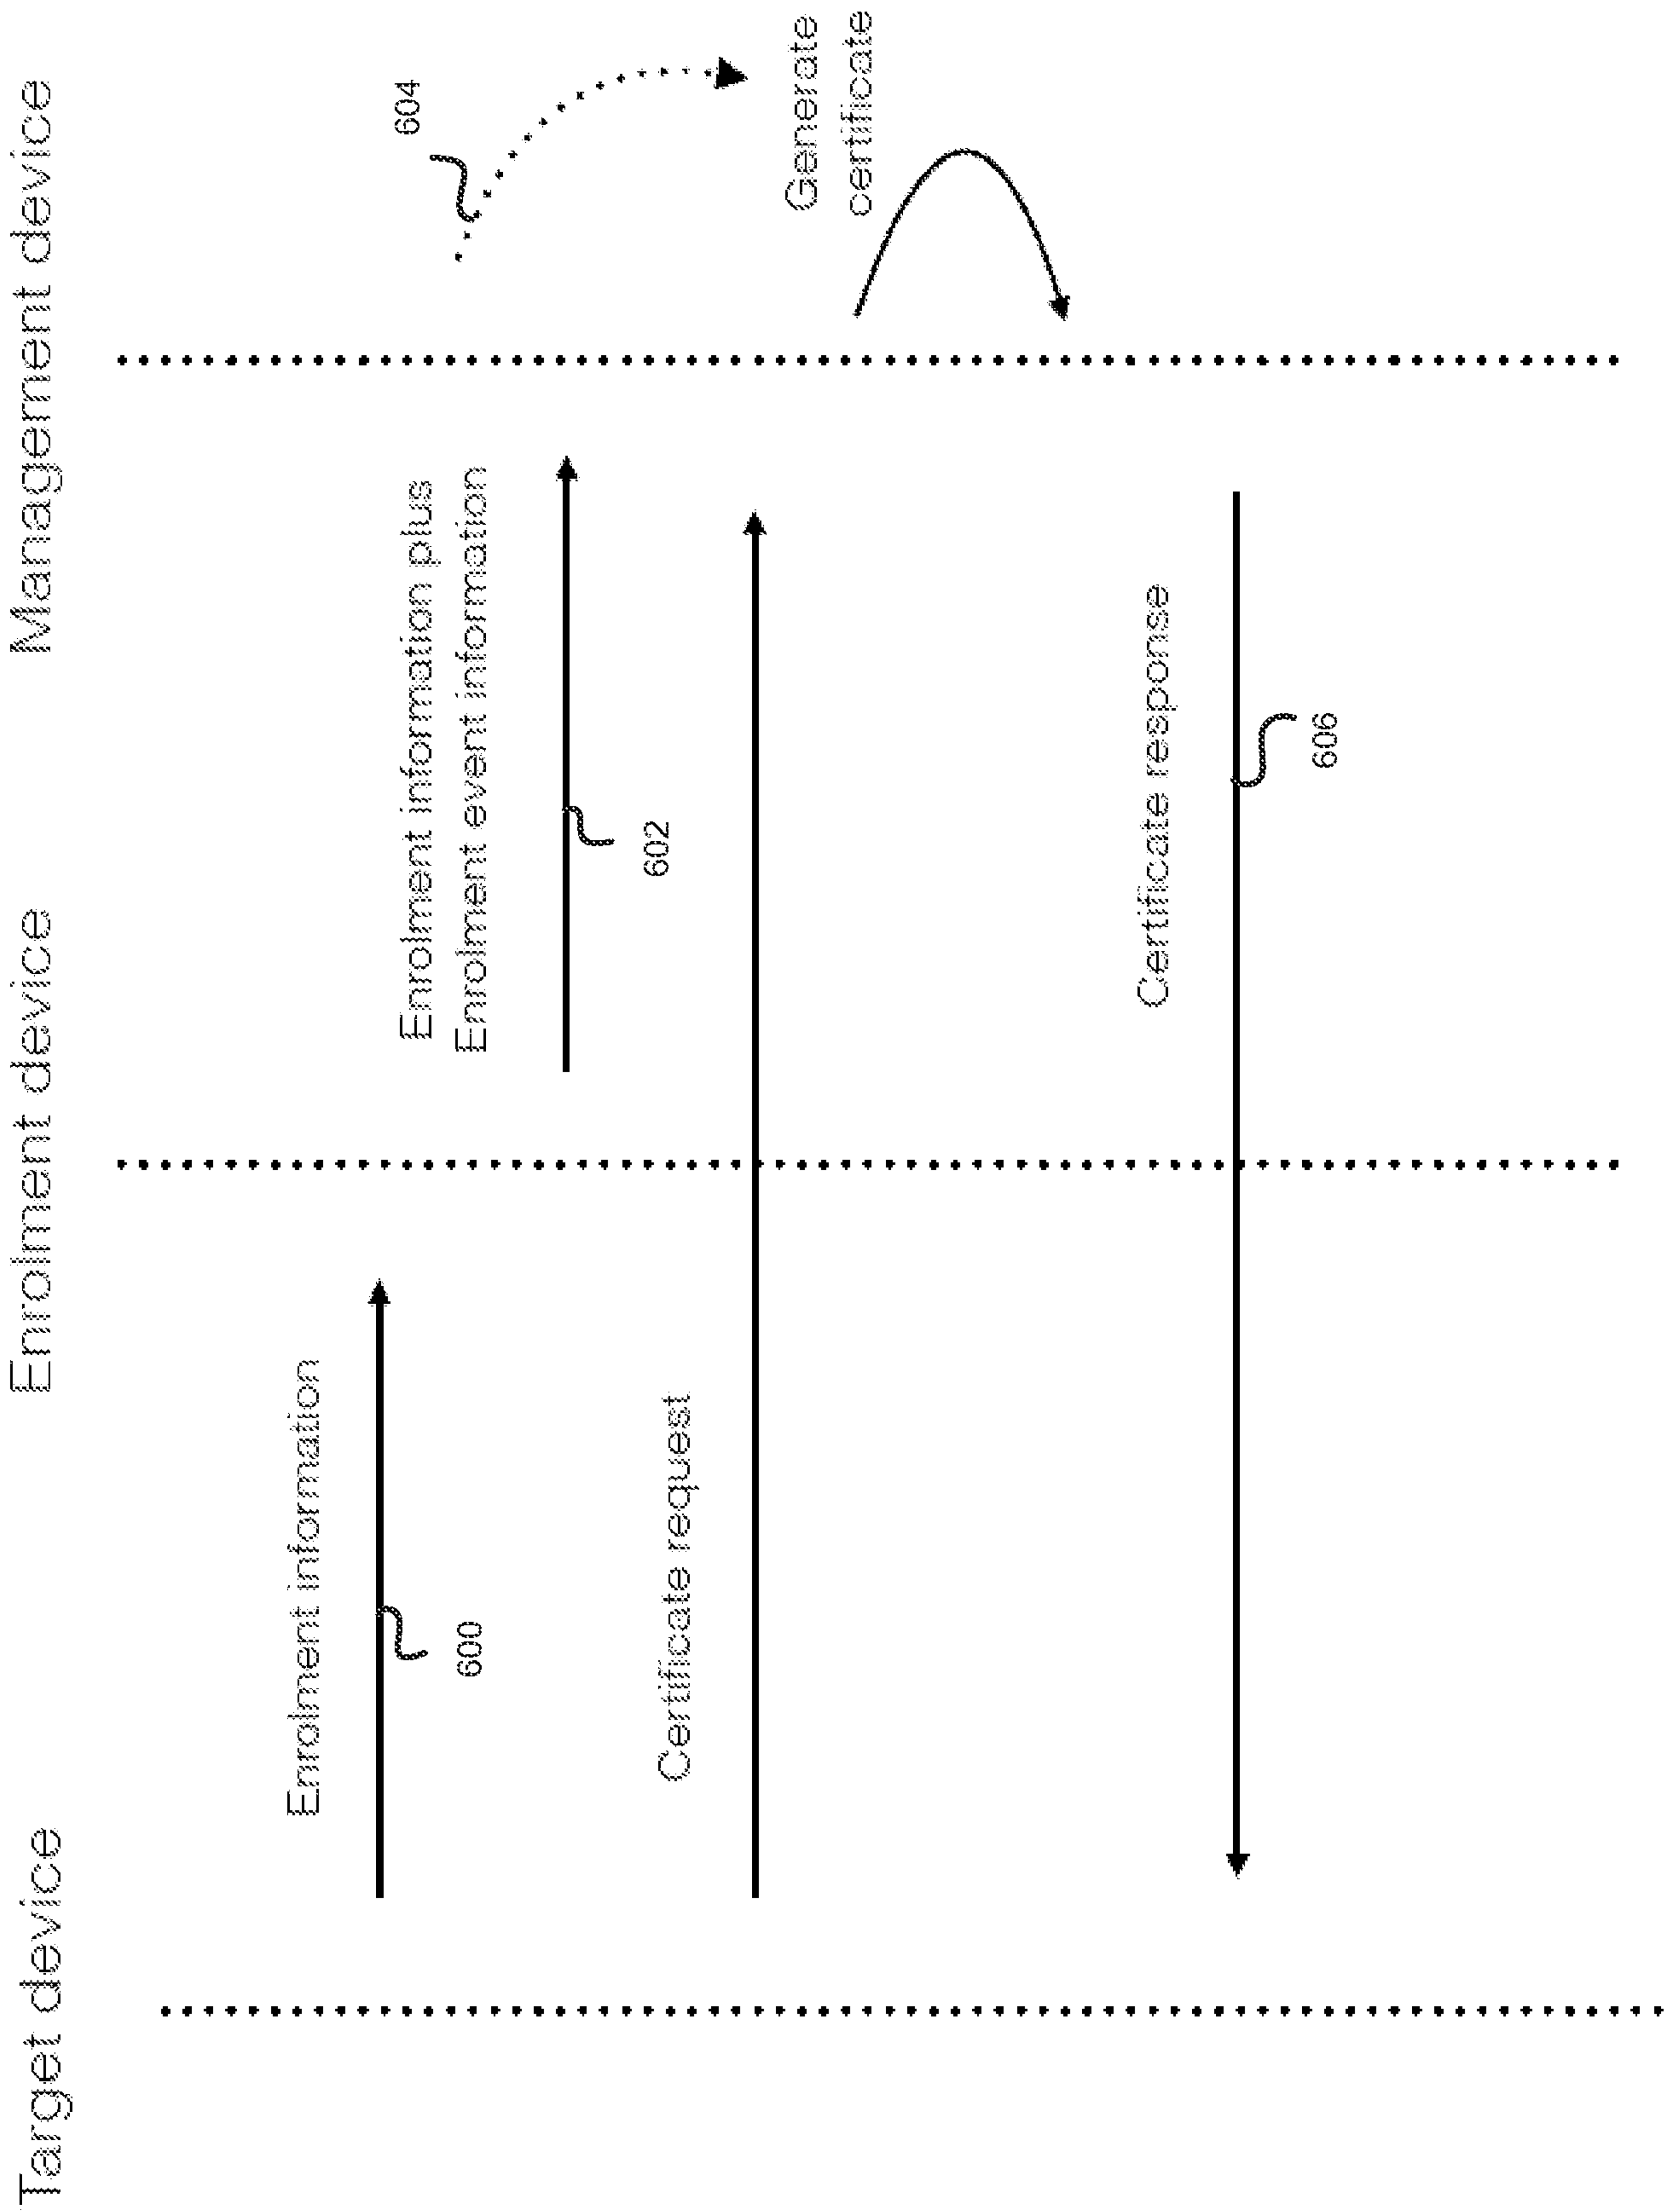 Target device
Enrolment device
Management device
Enrolment information
600
Enrolment information plus
Enrolment event information
602
604
Certificate request
Generate
certificate
Certificate response
606